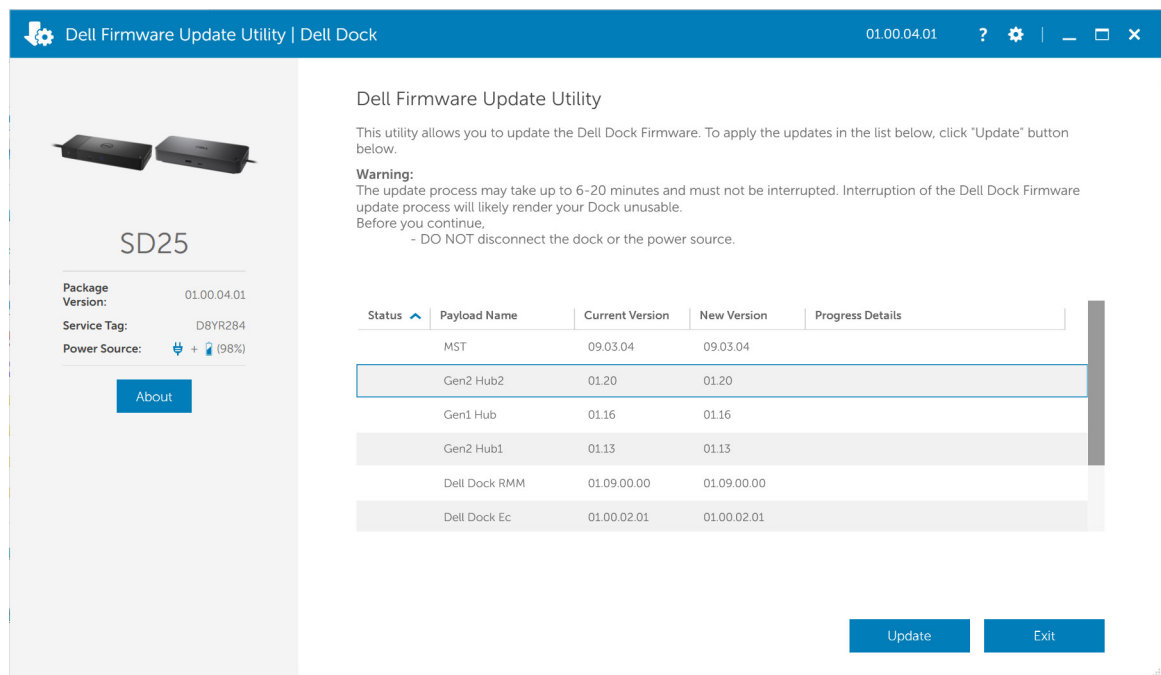 Dell Firmware Update Utility | Dell Dock
01.00.04.01
?
SD25
Package Version: 01.00.04.01
Service Tag: D8YR284
Power Source: + (98%)
About
Dell Firmware Update Utility
This utility allows you to update the Dell Dock Firmware. To apply the updates in the list below, click "Update" button
below.
Warning:
The update process may take up to 6-20 minutes and must not be interrupted. Interruption of the Dell Dock Firmware
update process will likely render your Dock unusable.
Before you continue,
- DO NOT disconnect the dock or the power source.
Status Payload Name Current Version New Version Progress Details
MST 09.03.04 09.03.04
Gen2 Hub2 01.20 01.20
Gen1 Hub 01.16 01.16
Gen2 Hub1 01.13 01.13
Dell Dock RMM 01.09.00.00 01.09.00.00
Dell Dock Ec 01.00.02.01 01.00.02.01
Update
Exit